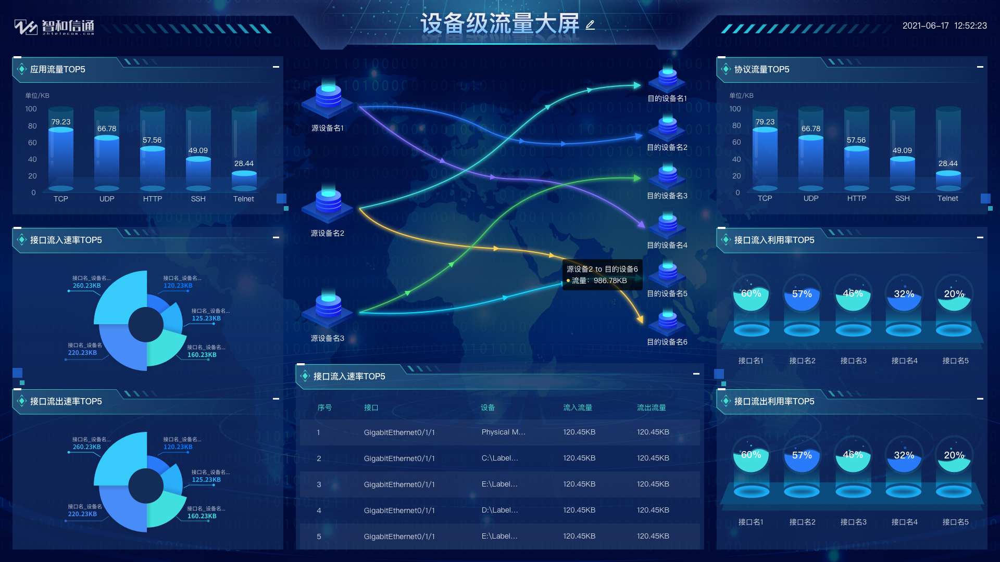 智和信通
zhtelecom.com
设备级流量大屏
2021-06-17 12:52:23
应用流量TOP5
单位/KB
100
80
60
40
20
0
79.23
66.78
57.56
49.09
28.44
TCP
UDP
HTTP
SSH
Telnet
接口流入速率TOP5
接口名_设备名...
260.23KB
接口名_设备名...
120.23KB
接口名_设备名...
125.23KB
接口名_设备名...
160.23KB
接口名_设备名
220.23KB
接口流出速率TOP5
接口名_设备名...
260.23KB
接口名_设备名...
120.23KB
接口名_设备名...
125.23KB
接口名_设备名...
160.23KB
接口名_设备名
220.23KB
源设备名1
源设备名2
源设备名3
目的设备名1
目的设备名2
目的设备名3
目的设备名4
目的设备名5
目的设备名6
源设备2 to 目的设备6
流量：986.78KB
接口流入速率TOP5
序号 接口 设备 流入流量 流出流量
1 GigabitEthernet0/1/1 Physical M... 120.45KB 120.45KB
2 GigabitEthernet0/1/1 C:\Label... 120.45KB 120.45KB
3 GigabitEthernet0/1/1 E:\Label... 120.45KB 120.45KB
4 GigabitEthernet0/1/1 D:\Label... 120.45KB 120.45KB
5 GigabitEthernet0/1/1 E:\Label... 120.45KB 120.45KB
协议流量TOP5
单位/KB
100
80
60
40
20
0
79.23
66.78
57.56
49.09
28.44
TCP
UDP
HTTP
SSH
Telnet
接口流入利用率TOP5
60%
57%
46%
32%
20%
接口名1
接口名2
接口名3
接口名4
接口名5
接口流出利用率TOP5
60%
57%
46%
32%
20%
接口名1
接口名2
接口名3
接口名4
接口名5